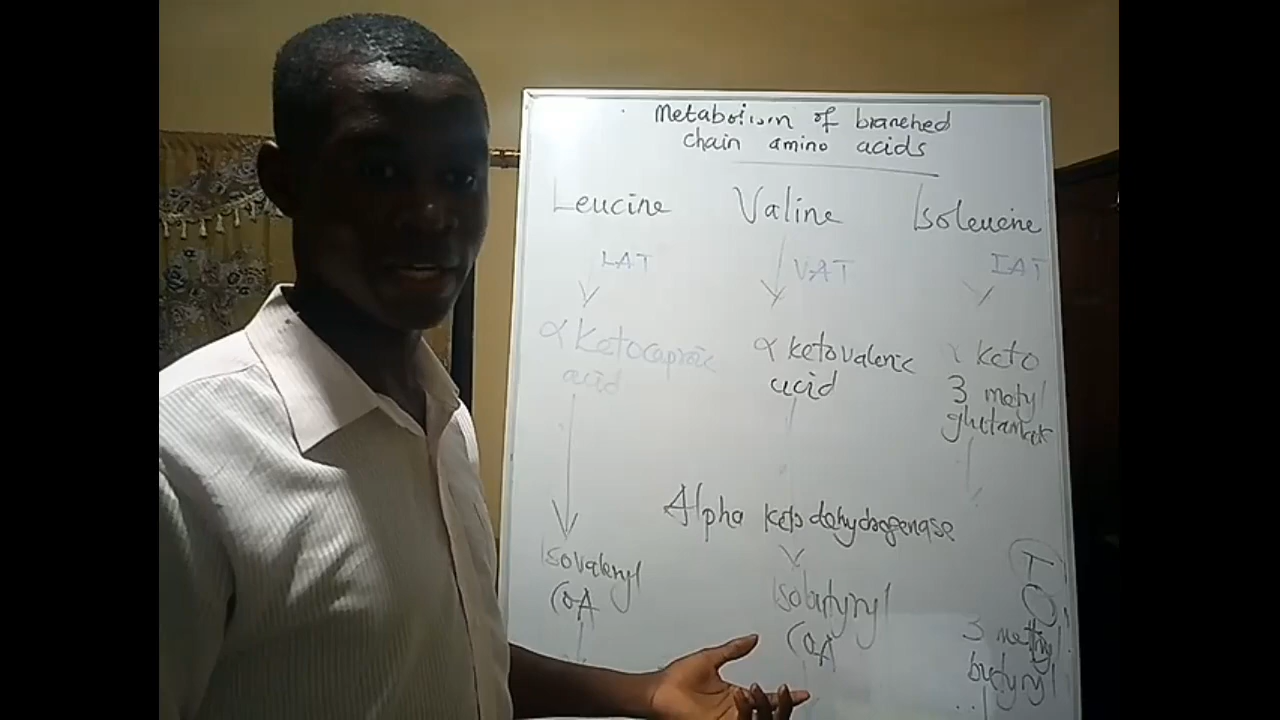 Metabolism of branched
chain amino acids
Leucine Valine Isoleucine
LAT VAT IAT
α Ketocaproic α ketovaleric α keto
acid acid 3 metyl
glutamate
Alpha keto dehydrogenase
Isovaleryl
COA
Isobutyryl
COA
3 methyl
butyryl